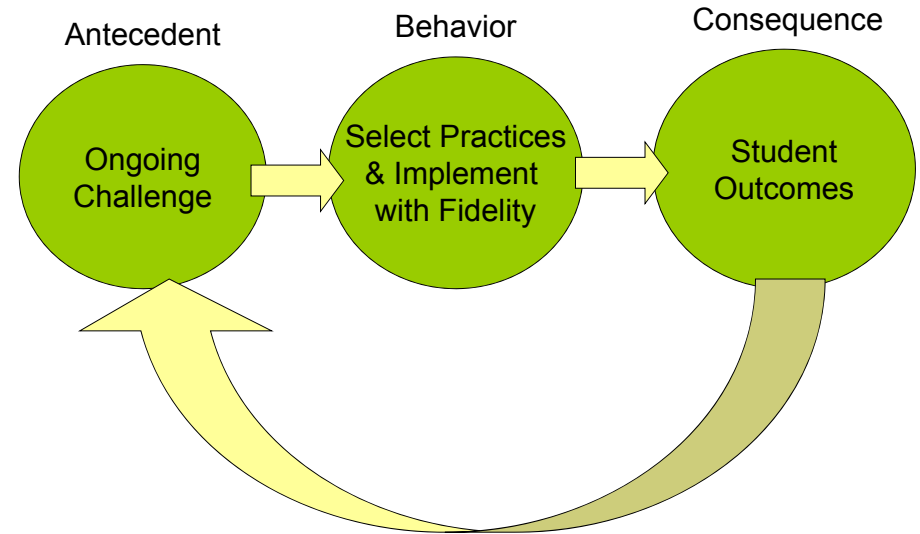 Antecedent
Behavior
Consequence
Ongoing
Challenge
Select Practices
& Implement
with Fidelity
Student
Outcomes